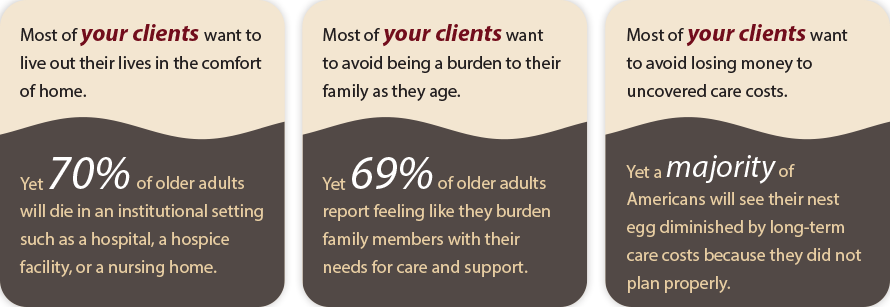 Most of your clients want to
live out their lives in the comfort
of home.
Yet 70% of older adults
will die in an institutional setting
such as a hospital, a hospice
facility, or a nursing home.
Most of your clients want
to avoid being a burden to their
family as they age.
Yet 69% of older adults
report feeling like they burden
family members with their
needs for care and support.
Most of your clients want
to avoid losing money to
uncovered care costs.
Yet a majority of
Americans will see their nest
egg diminished by long-term
care costs because they did not
plan properly.